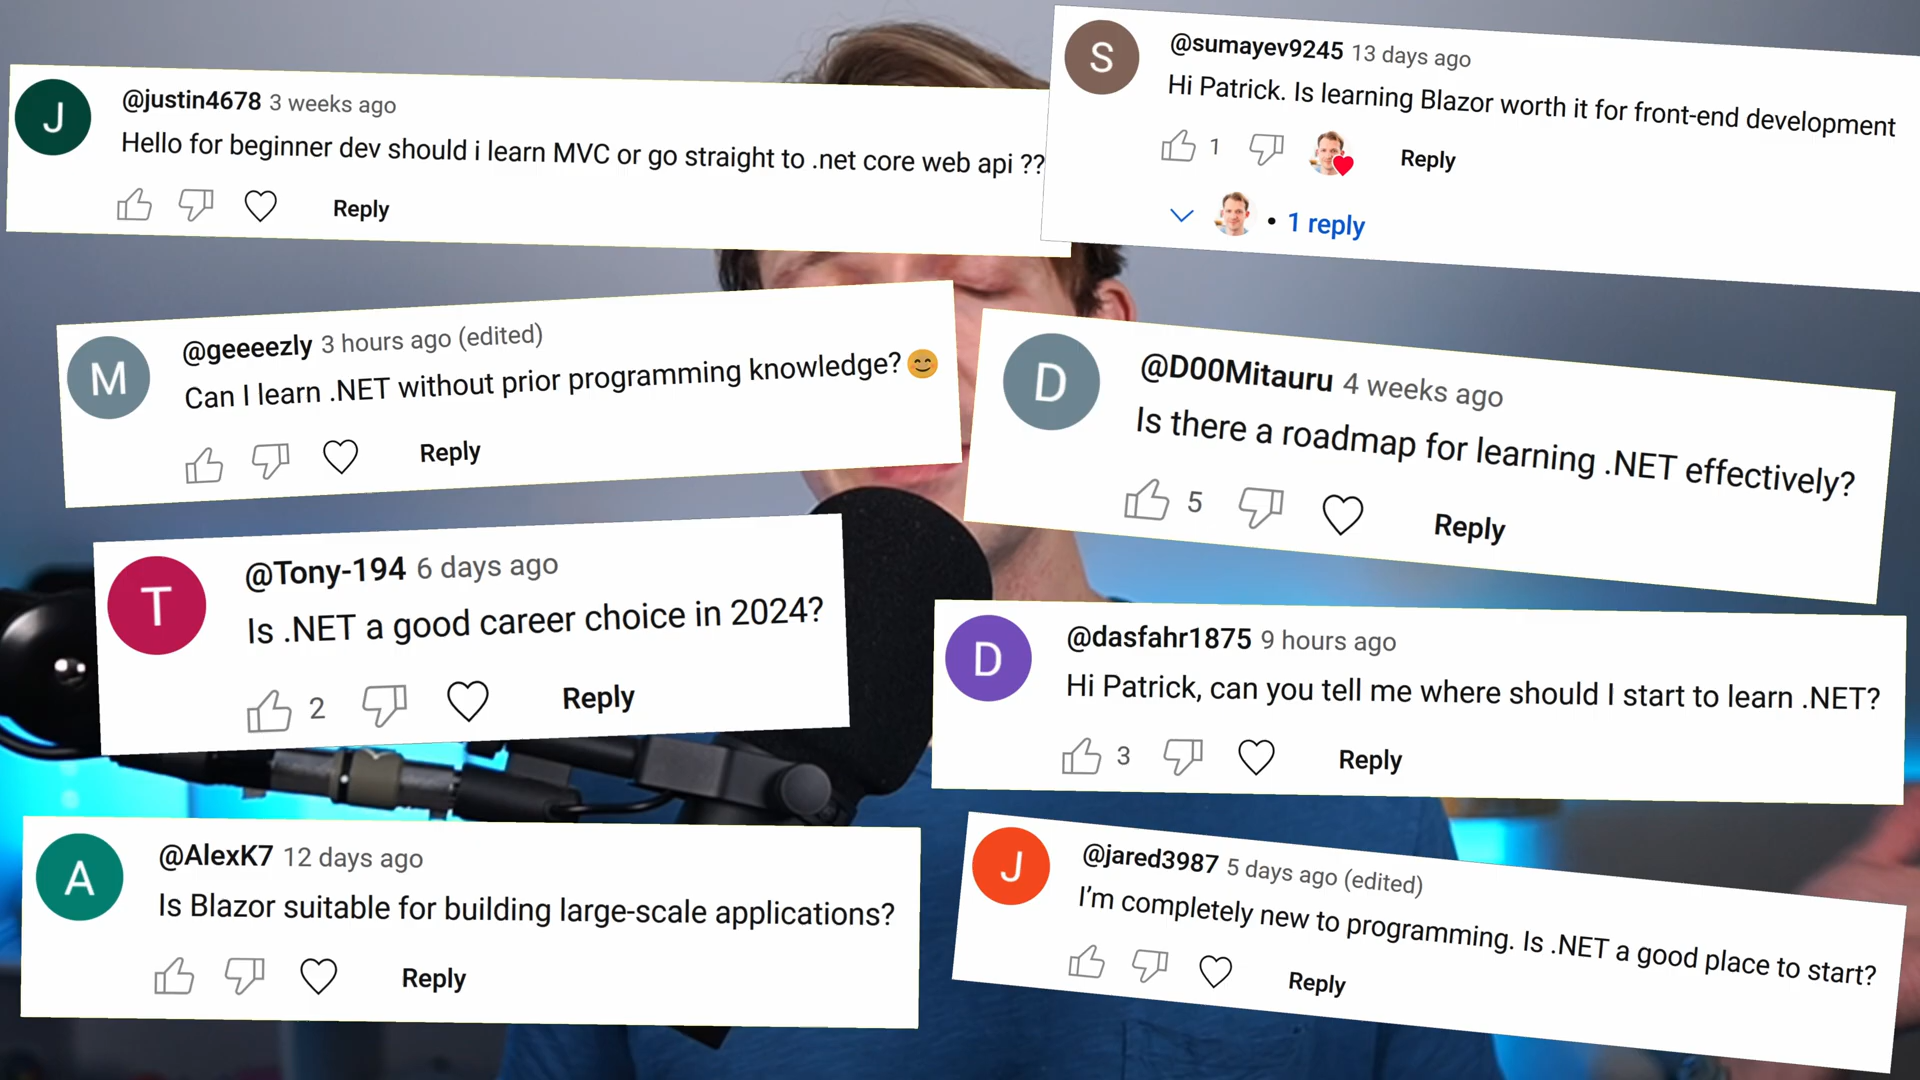 J
@justin4678 3 weeks ago
Hello for beginner dev should i learn MVC or go straight to .net core web api ??
Reply
S
@sumayev9245 13 days ago
Hi Patrick. Is learning Blazor worth it for front-end development
1
Reply
• 1 reply
M
@geeeezly 3 hours ago (edited)
Can I learn .NET without prior programming knowledge?😊
Reply
D
@D00Mitauru 4 weeks ago
Is there a roadmap for learning .NET effectively?
5
Reply
T
@Tony-194 6 days ago
Is .NET a good career choice in 2024?
2
Reply
D
@dasfahr1875 9 hours ago
Hi Patrick, can you tell me where should I start to learn .NET?
3
Reply
A
@AlexK7 12 days ago
Is Blazor suitable for building large-scale applications?
Reply
J
@jared3987 5 days ago (edited)
I'm completely new to programming. Is .NET a good place to start?
Reply